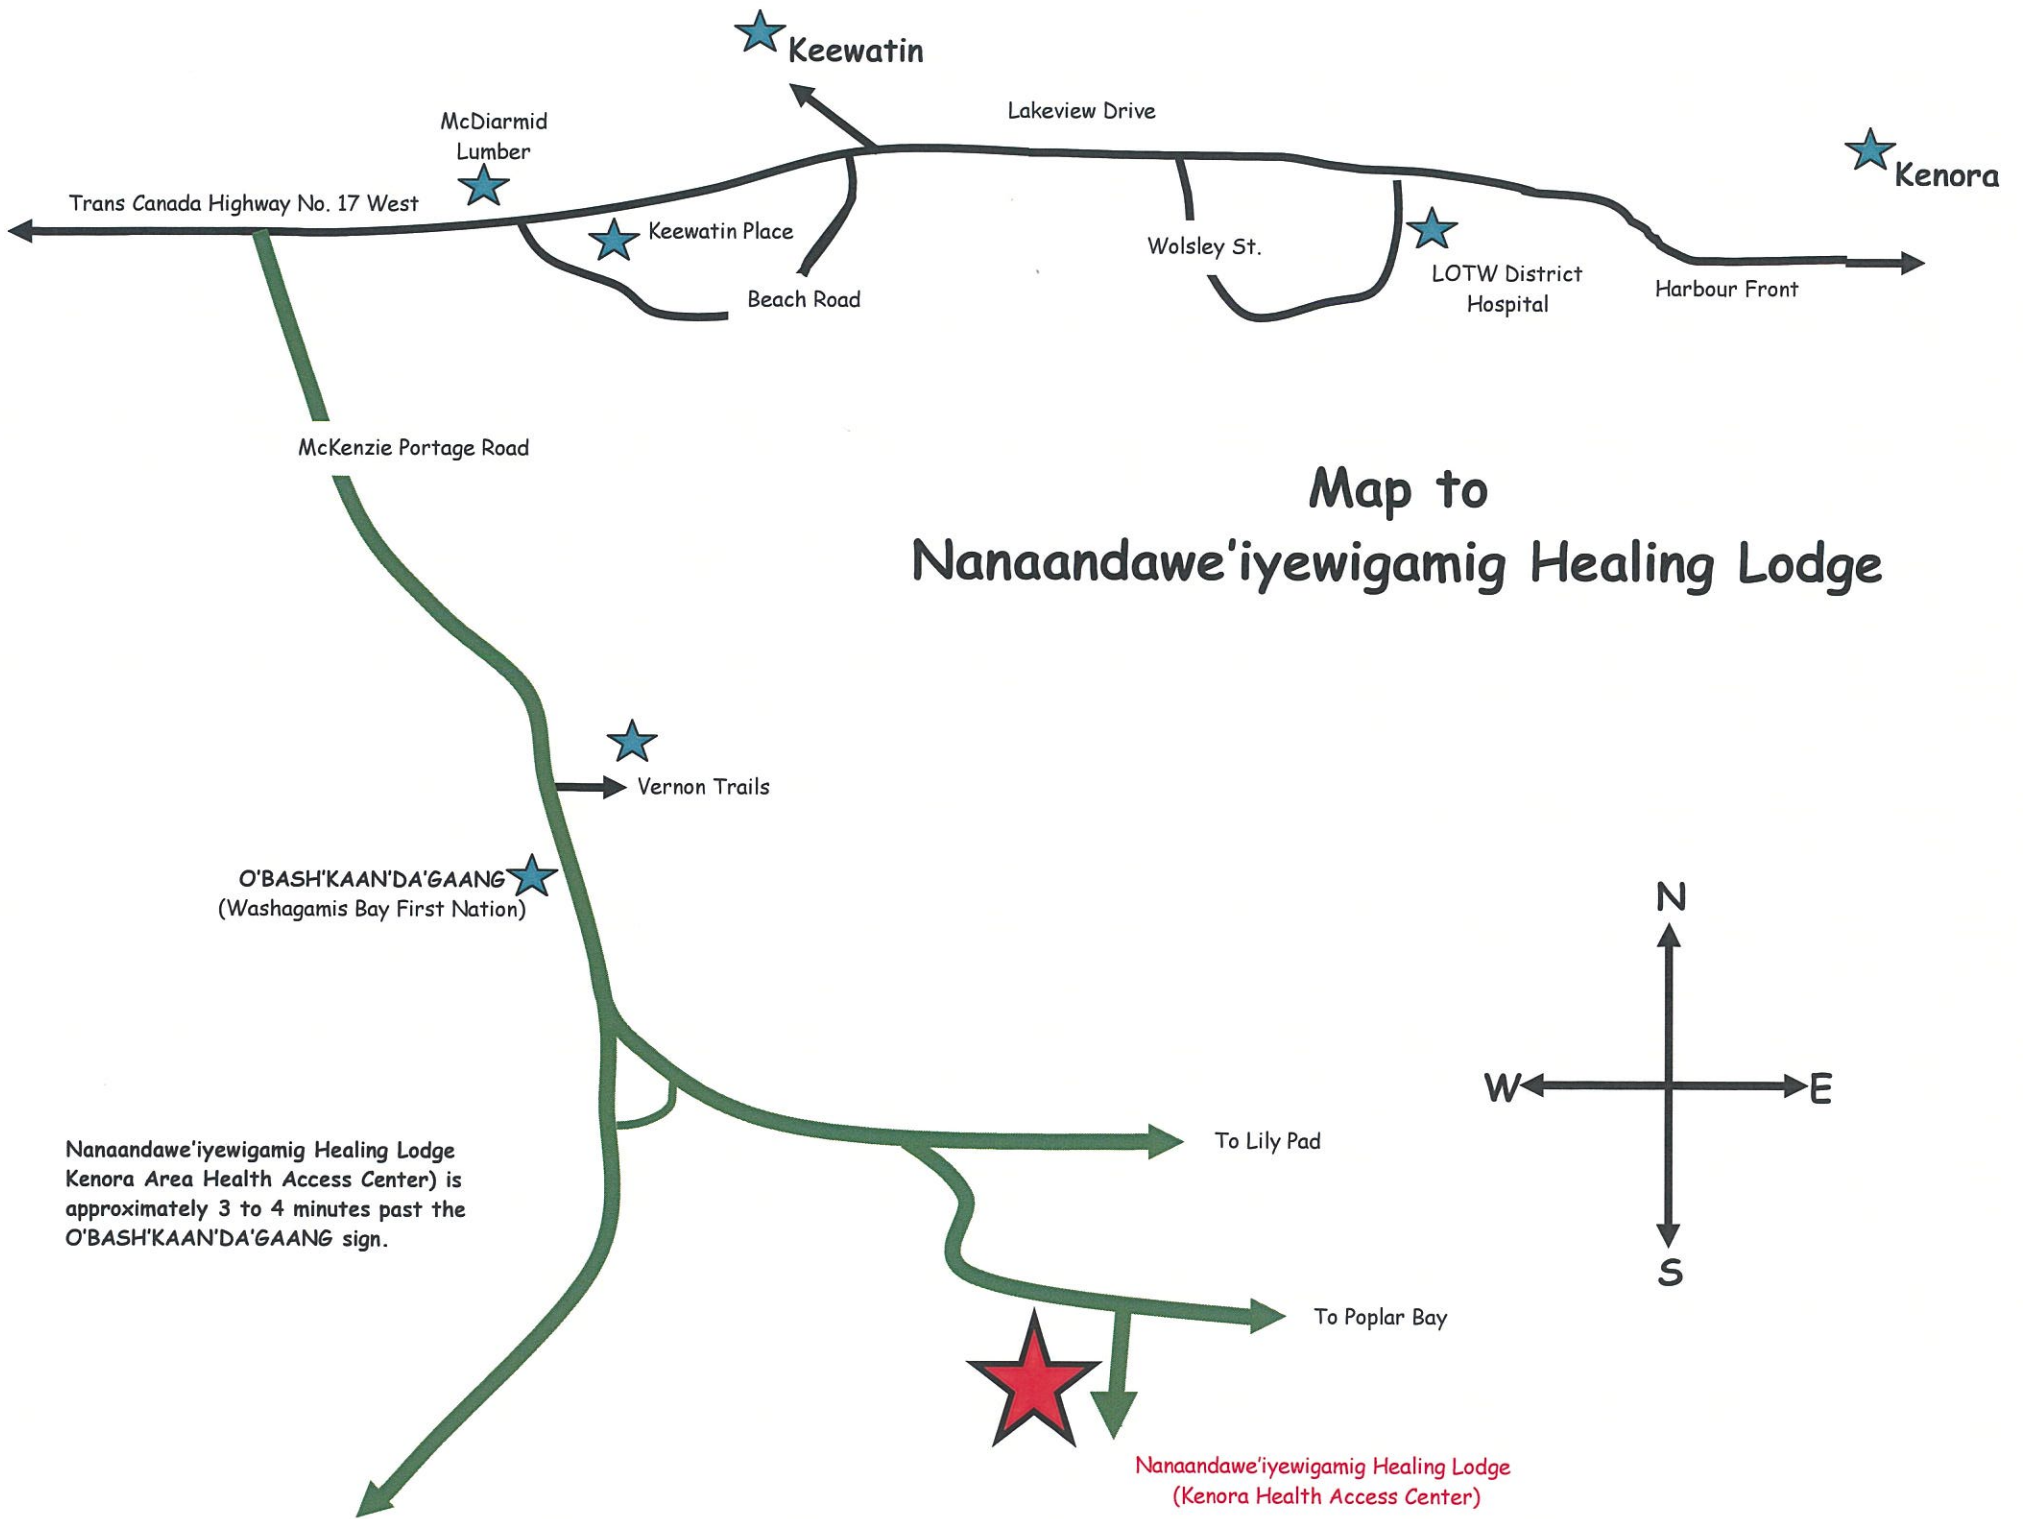 Keewatin
Lakeview Drive
McDiarmid
Lumber
Kenora
Trans Canada Highway No. 17 West
Keewatin Place
Wolsley St.
LOTW District
Hospital
Harbour Front
Beach Road
McKenzie Portage Road
Map to
Nanaandawe'iyewigamig Healing Lodge
Vernon Trails
O'BASH'KAAN'DA'GAANG
(Washagamis Bay First Nation)
N
W
E
S
To Lily Pad
Nanaandawe'iyewigamig Healing Lodge
Kenora Area Health Access Center) is
approximately 3 to 4 minutes past the
O'BASH'KAAN'DA'GAANG sign.
To Poplar Bay
Nanaandawe'iyewigamig Healing Lodge
(Kenora Health Access Center)